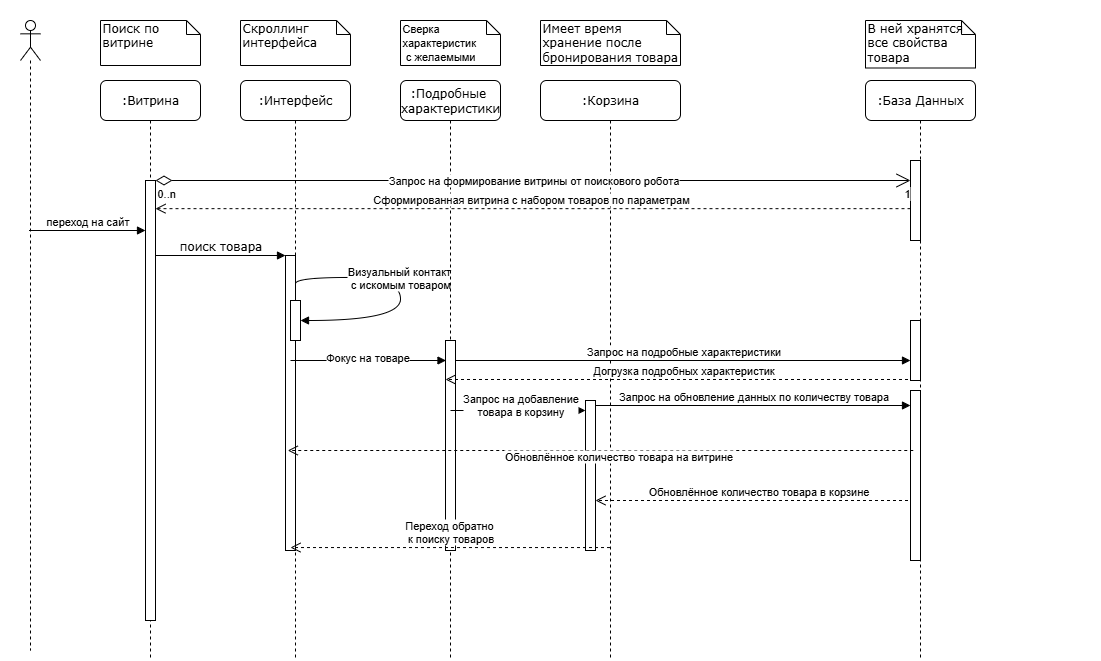 Поиск по
витрине
Скроллинг
интерфейса
Сверка
характеристик
с желаемыми
Имеет время
хранение после
бронирования товара
В ней хранятся
все свойства
товара
:Витрина
:Интерфейс
:Подробные
характеристики
:Корзина
:База Данных
Запрос на формирование витрины от поискового робота
0..n
1
Сформированная витрина с набором товаров по параметрам
переход на сайт
поиск товара
Визуальный контакт
с искомым товаром
Фокус на товаре
Запрос на подробные характеристики
Догрузка подробных характеристик
Запрос на добавление
товара в корзину
Запрос на обновление данных по количеству товара
Обновлённое количество товара на витрине
Обновлённое количество товара в корзине
Переход обратно
к поиску товаров